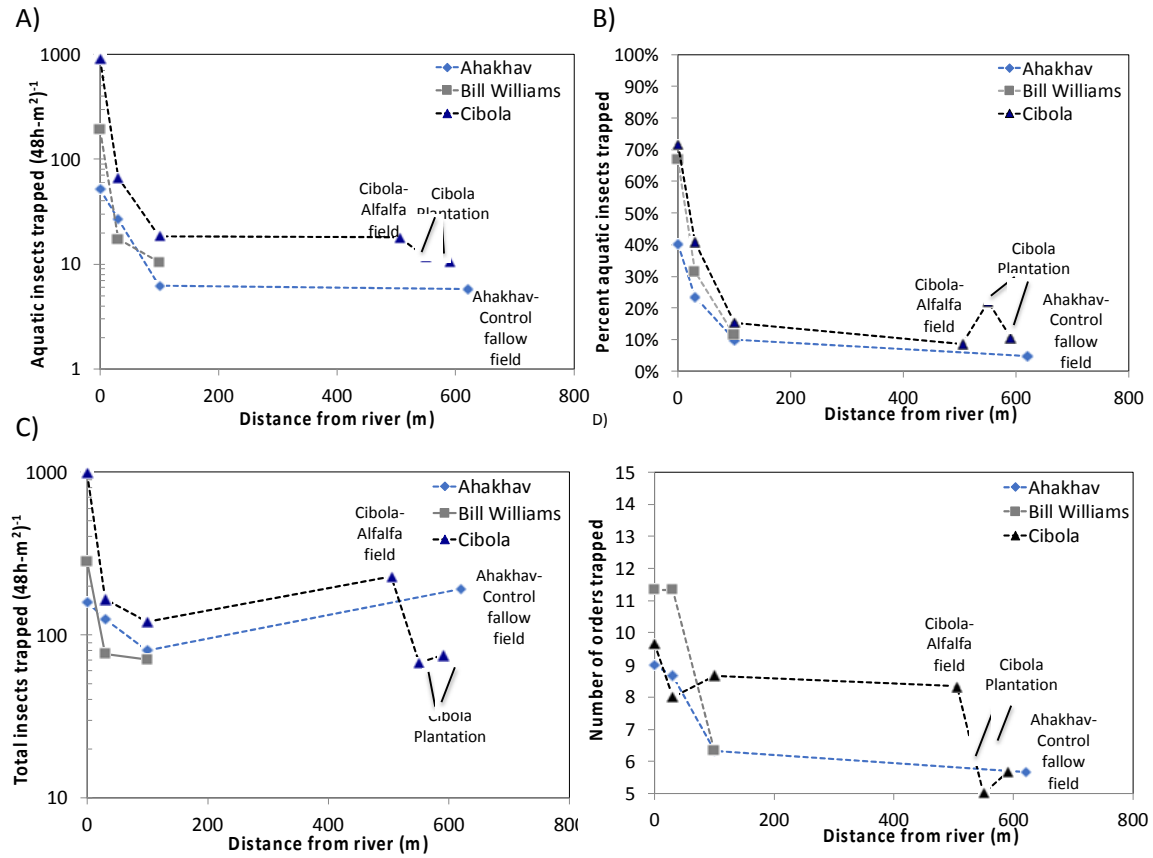 A)
Aquatic insects trapped (48h-m²)⁻¹
1000
100
10
1
Ahakhav
Bill Williams
Cibola
Cibola-
Alfalfa
field
Cibola
Plantation
Ahakhav-
Control
fallow
field
0 200 400 600 800
Distance from river (m)
B)
Percent aquatic insects trapped
100%
90%
80%
70%
60%
50%
40%
30%
20%
10%
0%
Ahakhav
Bill Williams
Cibola
Cibola-
Alfalfa
field
Cibola
Plantation
Ahakhav-
Control
fallow
field
0 200 400 600 800
Distance from river (m)
C)
Total insects trapped (48h-m²)⁻¹
1000
100
10
Ahakhav
Bill Williams
Cibola
Cibola-
Alfalfa
field
Ahakhav-
Control
fallow
field
Cibola
Plantation
0 200 400 600 800
Distance from river (m)
D)
Number of orders trapped
15
14
13
12
11
10
9
8
7
6
5
Ahakhav
Bill Williams
Cibola
Cibola-
Alfalfa
field
Cibola
Plantation
Ahakhav-
Control
fallow
field
0 200 400 600 800
Distance from river (m)